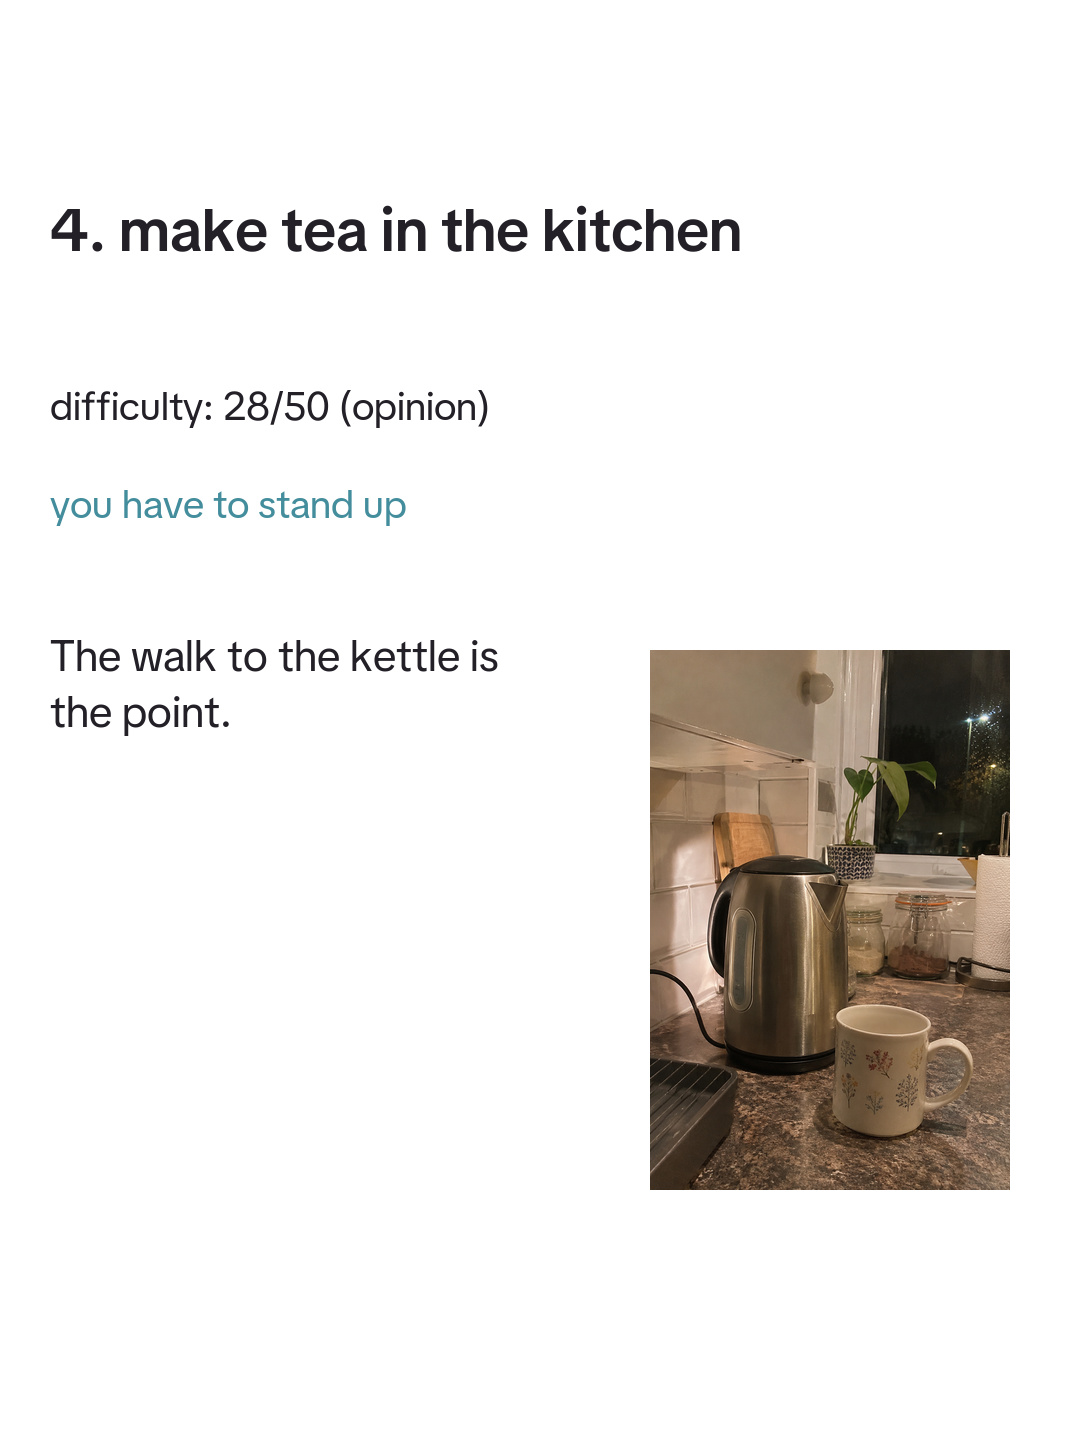 4. make tea in the kitchen
difficulty: 28/50 (opinion)
you have to stand up
The walk to the kettle is
the point.